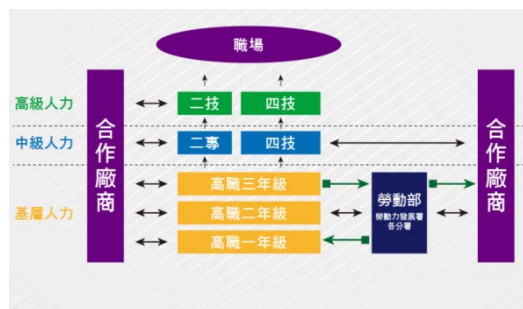 職場
高級人力
二技
四技
中級人力
二專
四技
合作廠商
合作廠商
基層人力
高職三年級
高職二年級
高職一年級
勞動部
勞動力發展署
各分署